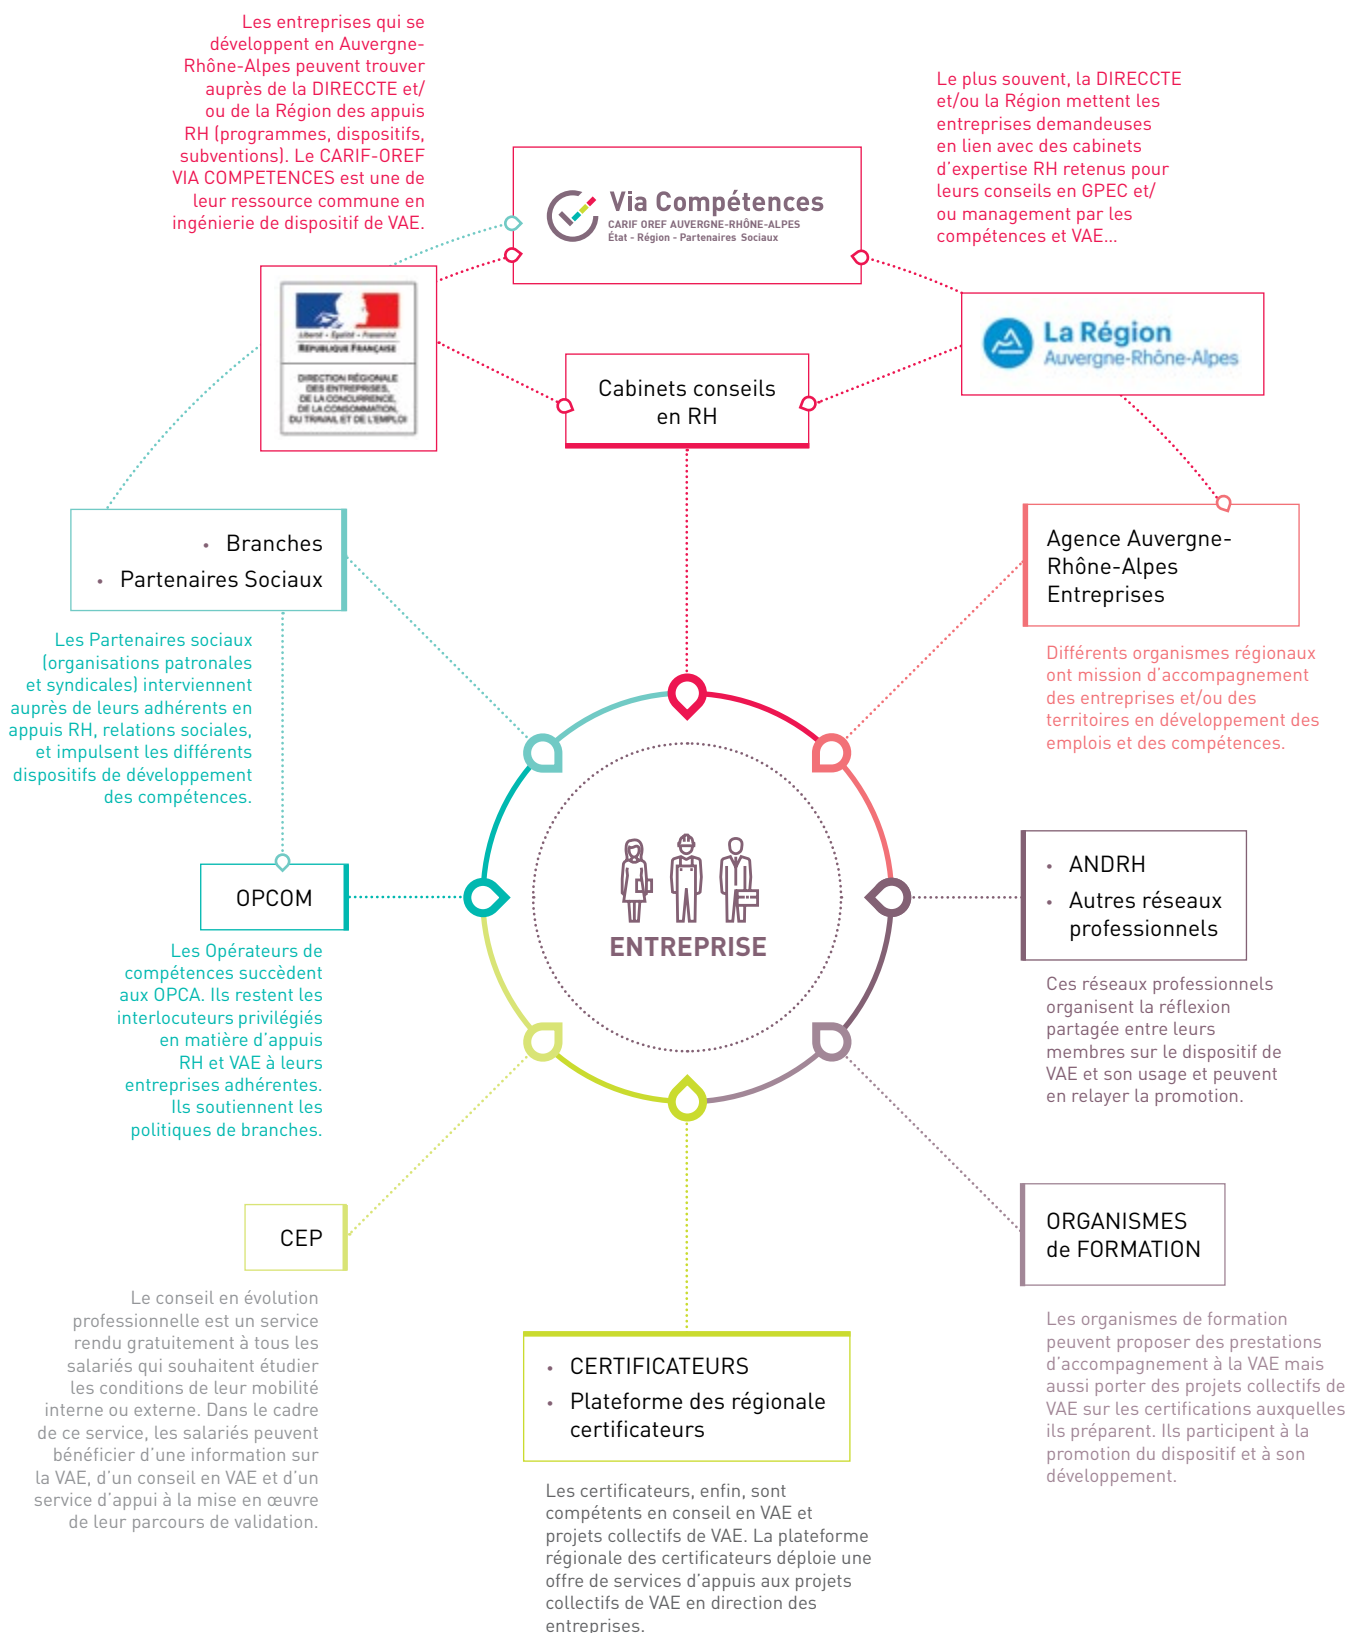 Les entreprises qui se
développent en Auvergne-
Rhône-Alpes peuvent trouver
auprès de la DIRECCTE et/
ou de la Région des appuis
RH (programmes, dispositifs,
subventions). Le CARIF-OREF
VIA COMPETENCES est une de
leur ressource commune en
ingénierie de dispositif de VAE.
Le plus souvent, la DIRECCTE
et/ou la Région mettent les
entreprises demandeuses
en lien avec des cabinets
d'expertise RH retenus pour
leurs conseils en GPEC et/
ou management par les
compétences et VAE...
Via Compétences
CARIF OREF AUVERGNE-RHÔNE-ALPES
État - Région - Partenaires Sociaux
Liberté • Égalité • Fraternité
RÉPUBLIQUE FRANÇAISE
DIRECTION RÉGIONALE
DES ENTREPRISES,
DE LA CONCURRENCE,
DE LA CONSOMMATION,
DU TRAVAIL ET DE L'EMPLOI
La Région
Auvergne-Rhône-Alpes
Cabinets conseils
en RH
• Branches
• Partenaires Sociaux
Les Partenaires sociaux
(organisations patronales
et syndicales) interviennent
auprès de leurs adhérents en
appuis RH, relations sociales,
et impulsent les différents
dispositifs de développement
des compétences.
Agence Auvergne-
Rhône-Alpes
Entreprises
Différents organismes régionaux
ont mission d'accompagnement
des entreprises et/ou des
territoires en développement des
emplois et des compétences.
OPCOM
Les Opérateurs de
compétences succèdent
aux OPCA. Ils restent les
interlocuteurs privilégiés
en matière d'appuis
RH et VAE à leurs
entreprises adhérentes.
Ils soutiennent les
politiques de branches.
ENTREPRISE
• ANDRH
• Autres réseaux
professionnels
Ces réseaux professionnels
organisent la réflexion
partagée entre leurs
membres sur le dispositif de
VAE et son usage et peuvent
en relayer la promotion.
CEP
Le conseil en évolution
professionnelle est un service
rendu gratuitement à tous les
salariés qui souhaitent étudier
les conditions de leur mobilité
interne ou externe. Dans le cadre
de ce service, les salariés peuvent
bénéficier d'une information sur
la VAE, d'un conseil en VAE et d'un
service d'appui à la mise en œuvre
de leur parcours de validation.
• CERTIFICATEURS
• Plateforme des régionale
certificateurs
Les certificateurs, enfin, sont
compétents en conseil en VAE et
projets collectifs de VAE. La plateforme
régionale des certificateurs déploie une
offre de services d'appuis aux projets
collectifs de VAE en direction des
entreprises.
ORGANISMES
de FORMATION
Les organismes de formation
peuvent proposer des prestations
d'accompagnement à la VAE mais
aussi porter des projets collectifs de
VAE sur les certifications auxquelles
ils préparent. Ils participent à la
promotion du dispositif et à son
développement.